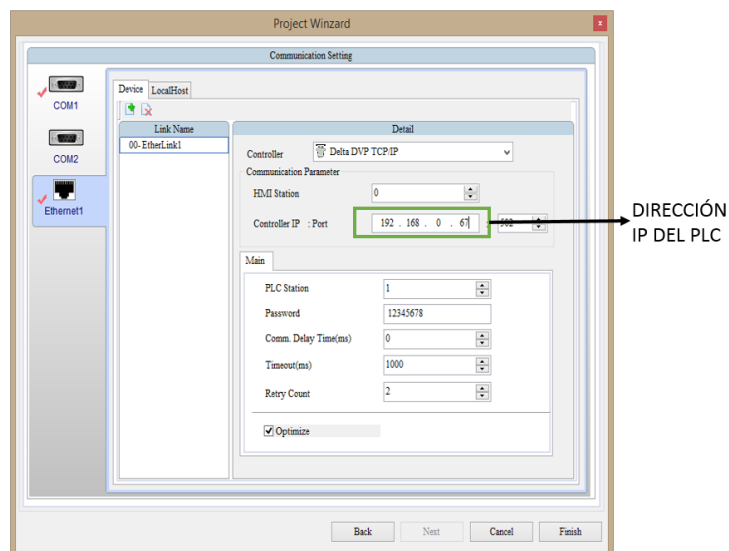 Project Winzard
x
Communication Setting
COM1
COM2
Ethernet1
Device LocalHost
Link Name
00- EtherLink1
Detail
Controller Delta DVP TCP/IP
Communication Parameter
HMI Station 0
Controller IP : Port 192 . 168 . 0 . 67 : 502
DIRECCIÓN
IP DEL PLC
Main
PLC Station 1
Password 12345678
Comm. Delay Time(ms) 0
Timeout(ms) 1000
Retry Count 2
Optimize
Back Next Cancel Finish